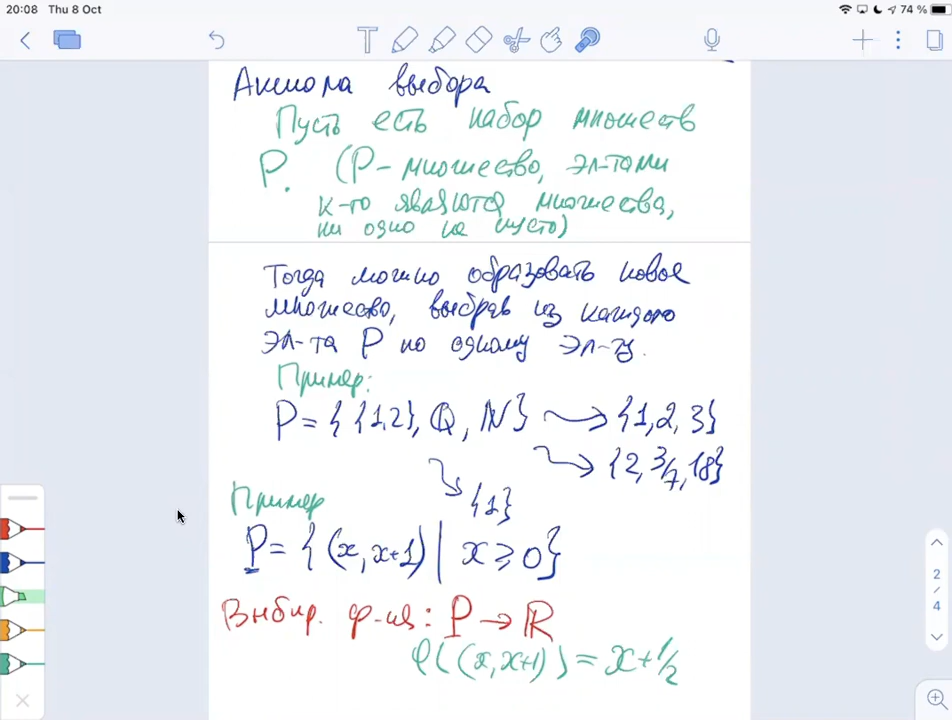 20:08 Thu 8 Oct
74 %
Аксиома выбора
Пусть есть набор множеств
P. (P - множество, эл-тами
к-го являются множества,
ни одно не пусто)
Тогда можно образовать новое
множество, выбрав из каждого
эл-та P по одному эл-ту.
Пример:
P = { {1,2}, ℚ, ℕ } ⤳ {1, 2, 3}
⤳ {2, 3/7, 18}
⤳ {1}
Пример
P = { (x, x+1) | x ⩾ 0 }
Выбир. ф-ия: P → ℝ
φ( (x, x+1) ) = x + 1/2
2
/
4